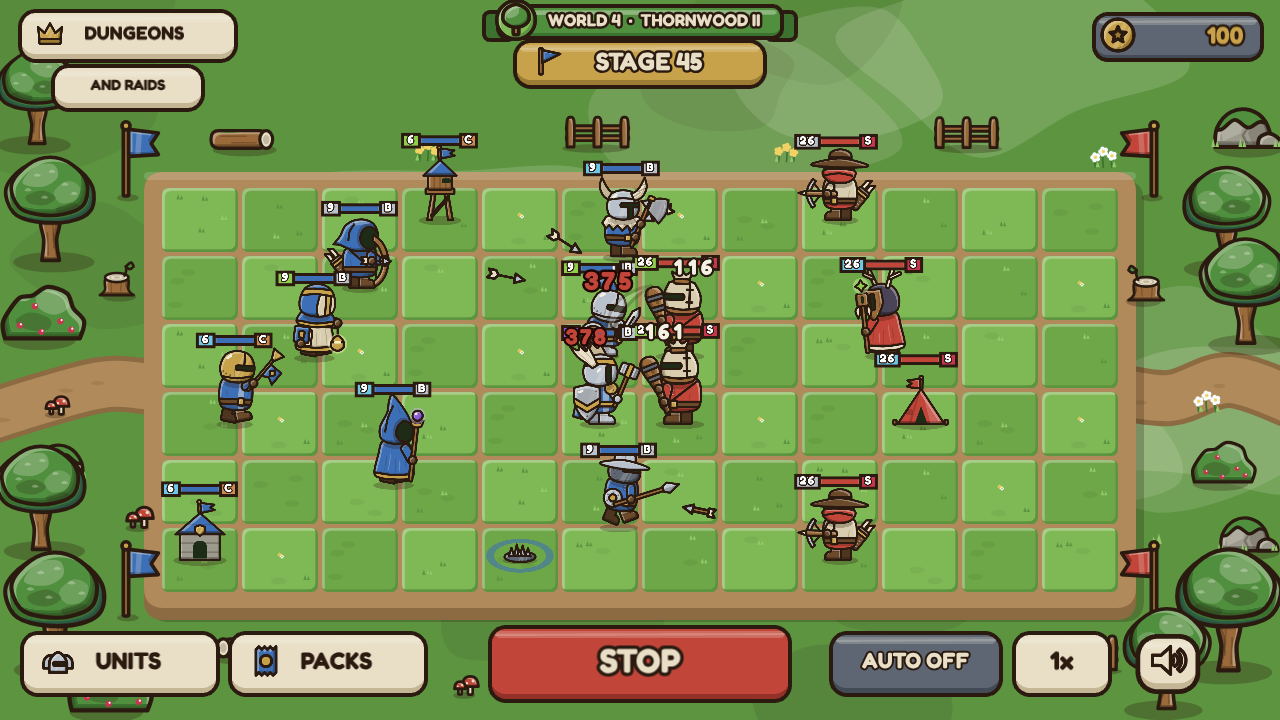 DUNGEONS
AND RAIDS
WORLD 4 • THORNWOOD II
STAGE 45
100
6 C
26 S
9 B
9 B
9 B
9 B
26
116
26 S
375
378
B
161
S
6 C
26 S
9 B
9 B
6 C
26 S
UNITS
PACKS
STOP
AUTO OFF
1x